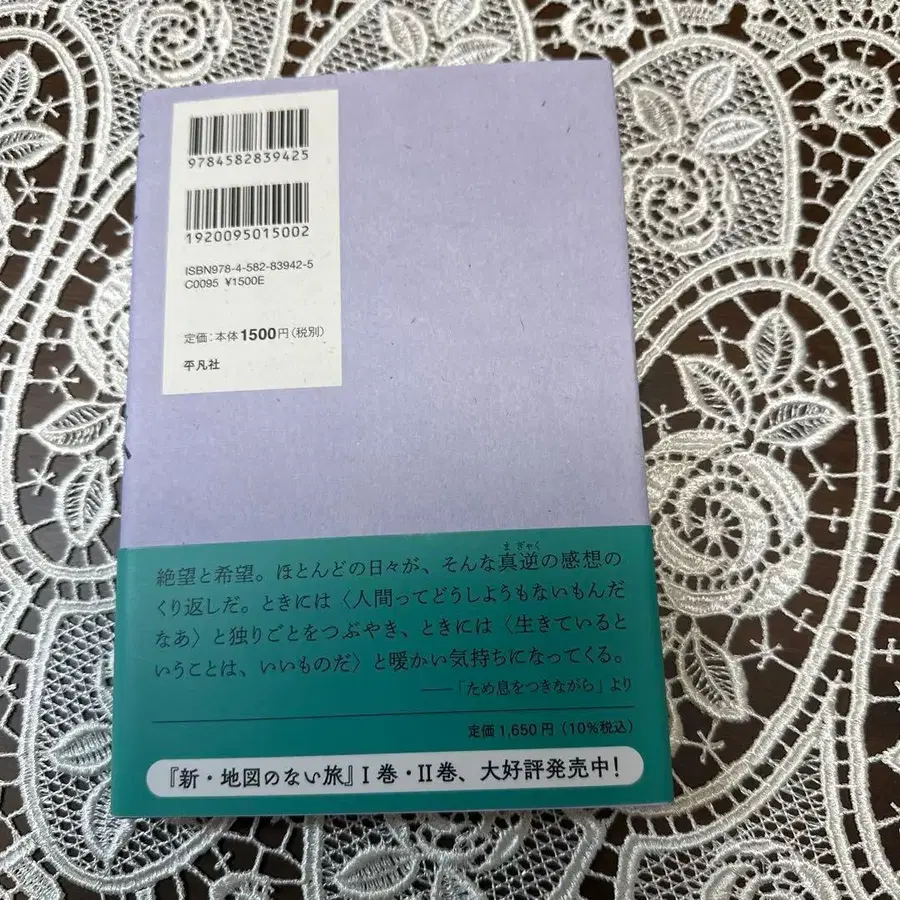 9784582839425
1920095015002
ISBN978-4-582-83942-5
C0095 ¥1500E
定価:本体1500円(税別)
平凡社
絶望と希望。ほとんどの日々が、そんな真逆の感想の
まぎゃく
くり返しだ。ときには〈人間ってどうしようもないもんだ
なあ〉と独りごとをつぶやき、ときには〈生きていると
いうことは、いいものだ〉と暖かい気持ちになってくる。
──「ため息をつきながら」より
定価1,650円(10%税込)
『新・地図のない旅』I巻・II巻、大好評発売中!